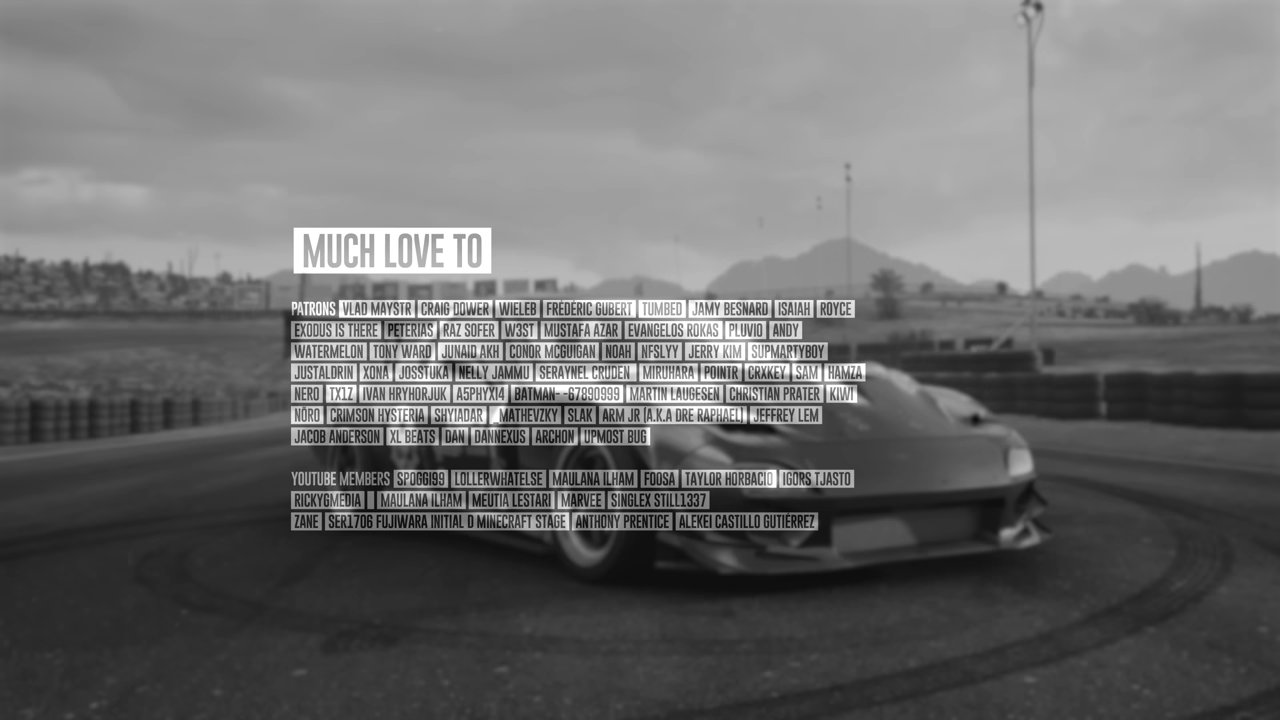 MUCH LOVE TO
PATRONS VLAD MAYSTR CRAIG DOWER WIELEB FRÉDÉRIC GUBERT TUMBED JAMY BESNARD ISAIAH ROYCE
EXODUS IS THERE PETERIAS RAZ SOFER W3ST MUSTAFA AZAR EVANGELOS ROKAS PLUVIO ANDY
WATERMELON TONY WARD JUNAID AKH CONOR MCGUIGAN NOAH NFSLYY JERRY KIM SUPMARTYBOY
JUSTALDRIN XONA JOSSTUKA NELLY JAMMU SERAYNEL CRUDEN MIRUHARA POINTR CRXKEY SAM HAMZA
NERO TX1Z IVAN HRYHORJUK A5PHYX14 BATMAN- -67890999 MARTIN LAUGESEN CHRISTIAN PRATER KIWI
NÖRO CRIMSON HYSTERIA SHYIADAR _MATHEVZKY SLAK ARM JR (A.K.A DRE RAPHAEL) JEFFREY LEM
JACOB ANDERSON XL BEATS DAN DANNEXUS ARCHON UPMOST BUG
YOUTUBE MEMBERS SPOGGI99 LOLLERWHATELSE MAULANA ILHAM FOOSA TAYLOR HORBACIO IGORS TJASTO
RICKYGMEDIA MAULANA ILHAM MEUTIA LESTARI MARVEE SINGLEX STILL1337
ZANE SER1706 FUJIWARA INITIAL D MINECRAFT STAGE ANTHONY PRENTICE ALEKEI CASTILLO GUTIÉRREZ